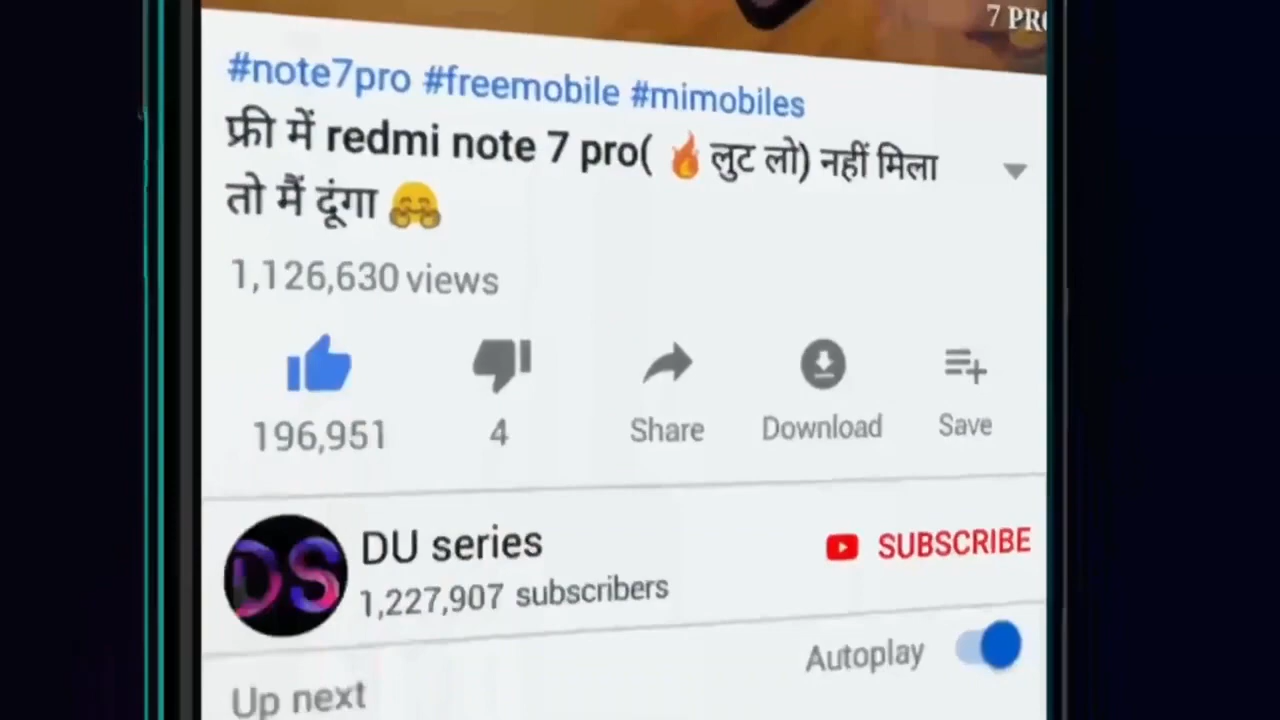 7 PRO
#note7pro #freemobile #mimobiles
फ्री में redmi note 7 pro( 🔥लुट लो) नहीं मिला
तो मैं दूंगा 🤗
1,126,630 views
196,951
4
Share
Download
Save
DS
DU series
1,227,907 subscribers
SUBSCRIBE
Autoplay
Up next